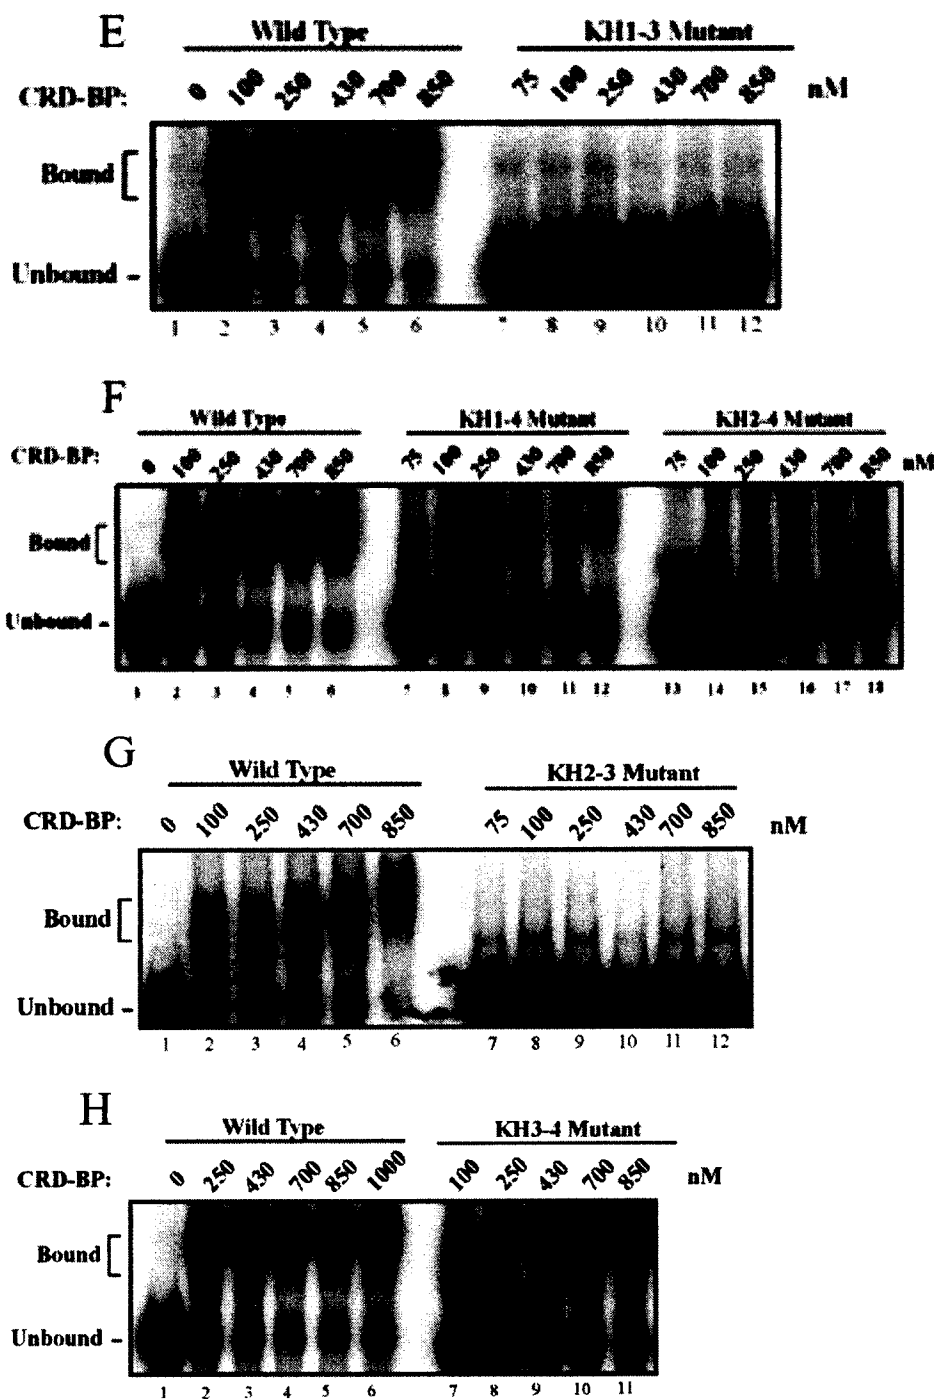 E
Wild Type KH1-3 Mutant
CRD-BP: 0 100 250 430 700 850 75 100 250 430 700 850 nM
Bound
Unbound -
1 2 3 4 5 6 8 9 10 11 12
F
Wild Type KH1-4 Mutant KH2-4 Mutant
CRD-BP: 0 100 250 430 700 850 75 100 250 430 700 850 75 100 250 430 700 850 nM
Bound
Unbound -
1 2 3 4 5 6 7 8 9 10 11 12 13 14 15 16 17 18
G
Wild Type KH2-3 Mutant
CRD-BP: 0 100 250 430 700 850 75 100 250 430 700 850 nM
Bound
Unbound -
1 2 3 4 5 6 7 8 9 10 11 12
H
Wild Type KH3-4 Mutant
CRD-BP: 0 250 430 700 850 1000 100 250 430 700 850 nM
Bound
Unbound -
1 2 3 4 5 6 7 8 9 10 11